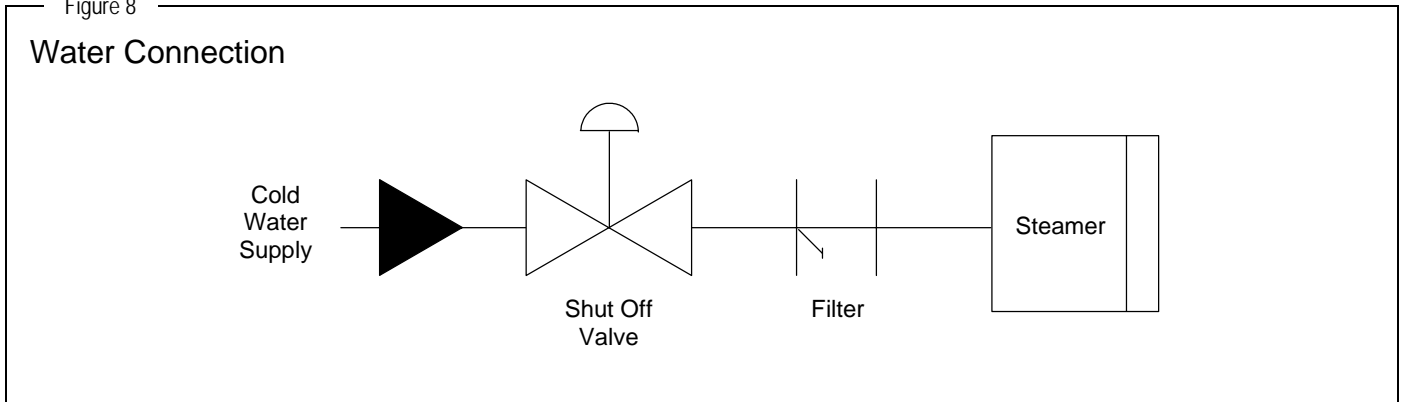 Figure 8
Water Connection
Cold
Water
Supply
Shut Off
Valve
Filter
Steamer